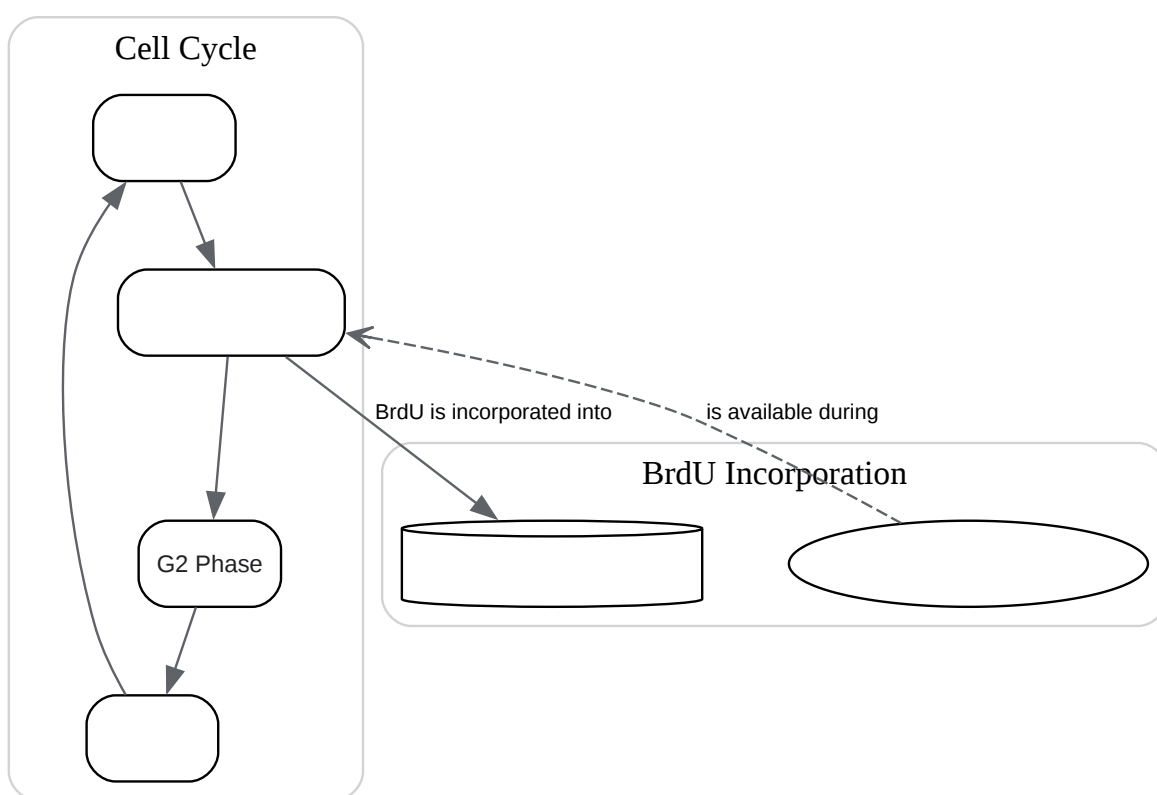 Cell Cycle
BrdU is incorporated into
is available during
BrdU Incorporation
G2 Phase